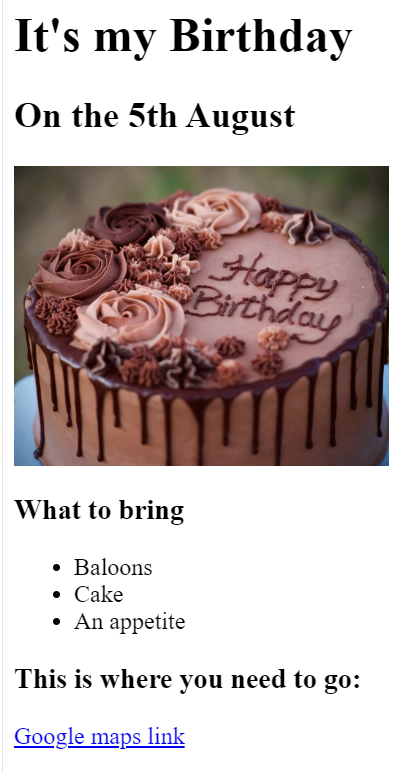 It's my Birthday
On the 5th August
Happy
Birthday
What to bring
Baloons
Cake
An appetite
This is where you need to go:
Google maps link